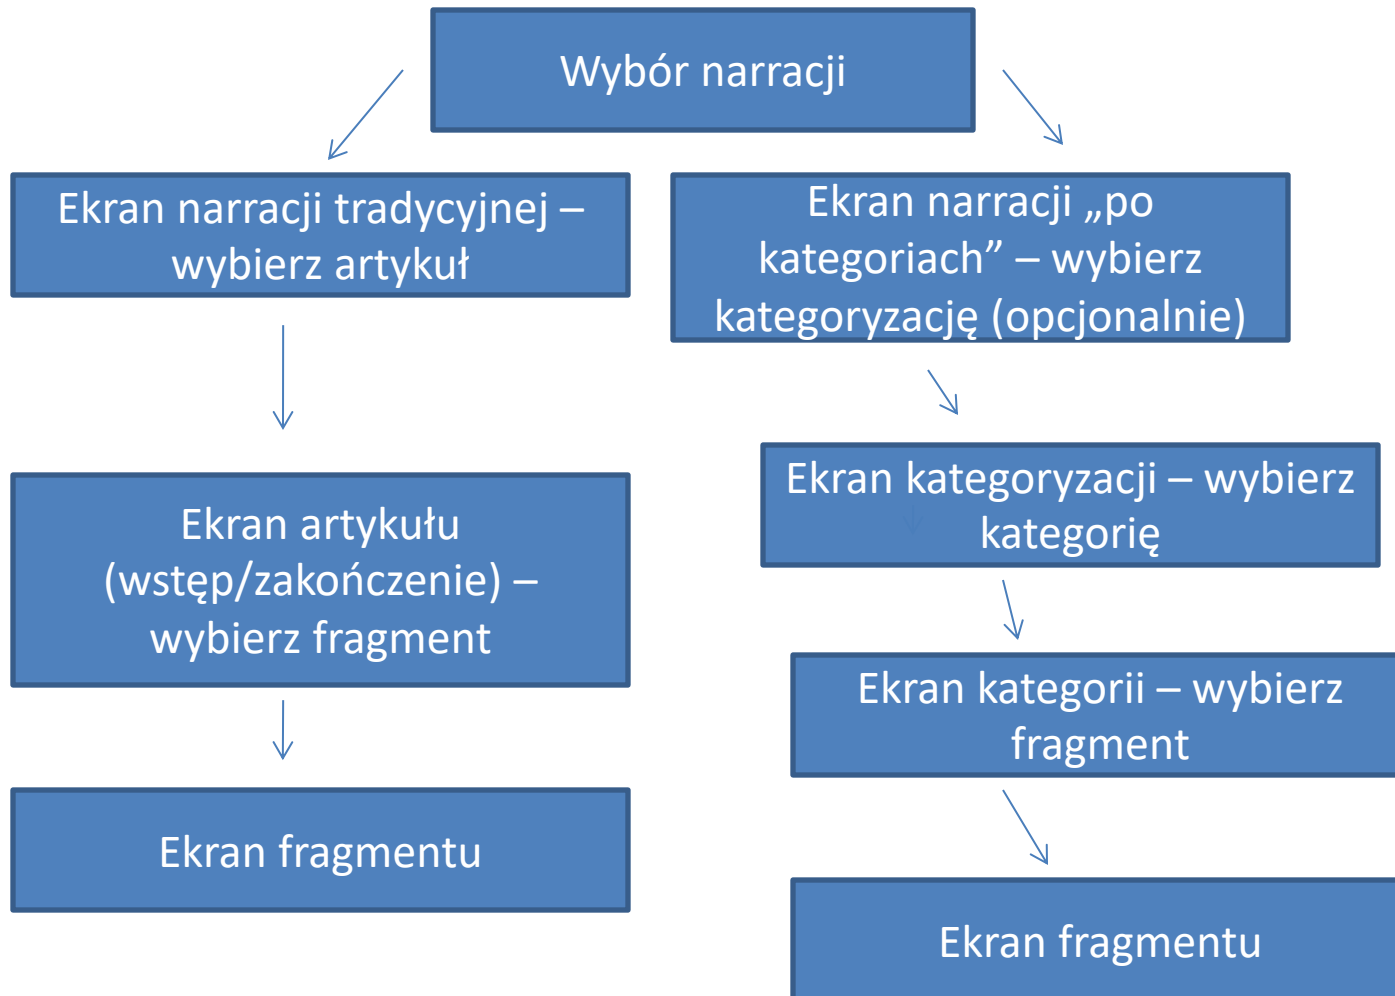 Wybór narracji
Ekran narracji tradycyjnej –
wybierz artykuł
Ekran narracji „po
kategoriach” – wybierz
kategoryzację (opcjonalnie)
Ekran artykułu
(wstęp/zakończenie) –
wybierz fragment
Ekran kategoryzacji – wybierz
kategorię
Ekran kategorii – wybierz
fragment
Ekran fragmentu
Ekran fragmentu